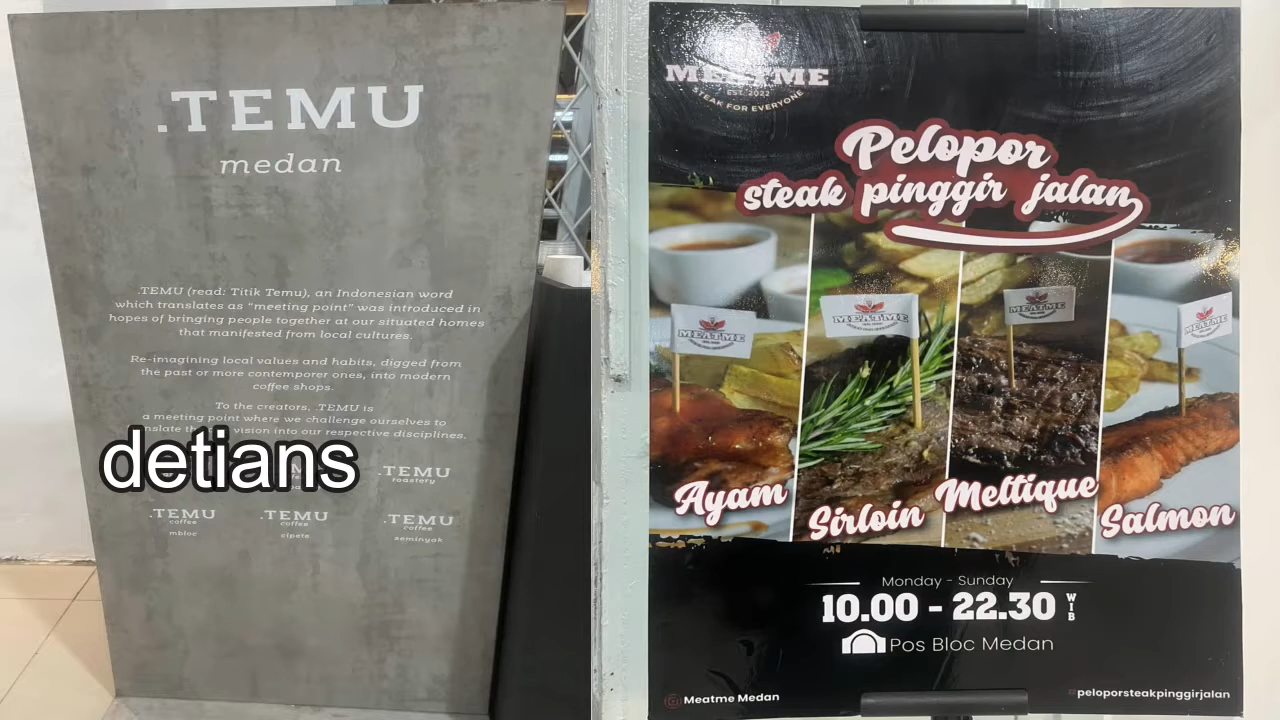 .TEMU
medan
.TEMU (read: Titik Temu), an Indonesian word
which translates as "meeting point" was introduced in
hopes of bringing people together at our situated homes
that manifested from local cultures.
Re-imagining local values and habits, digged from
the past or more contemporer ones, into modern
coffee shops.
To the creators, .TEMU is
a meeting point where we challenge ourselves to
vision into our respective disciplines.
detians
.TEMU
roastery
.TEMU
coffee
mbloc
.TEMU
coffee
cipete
.TEMU
coffee
seminyak
MEATME
EST. 2022
STEAK FOR EVERYONE
Pelopor
steak pinggir jalan
MEATME
MEATME
MEATME
MEATME
Ayam
Sirloin
Meltique
Salmon
Monday - Sunday
10.00 - 22.30 WIB
Pos Bloc Medan
Meatme Medan
peloporsteakpinggirjalan